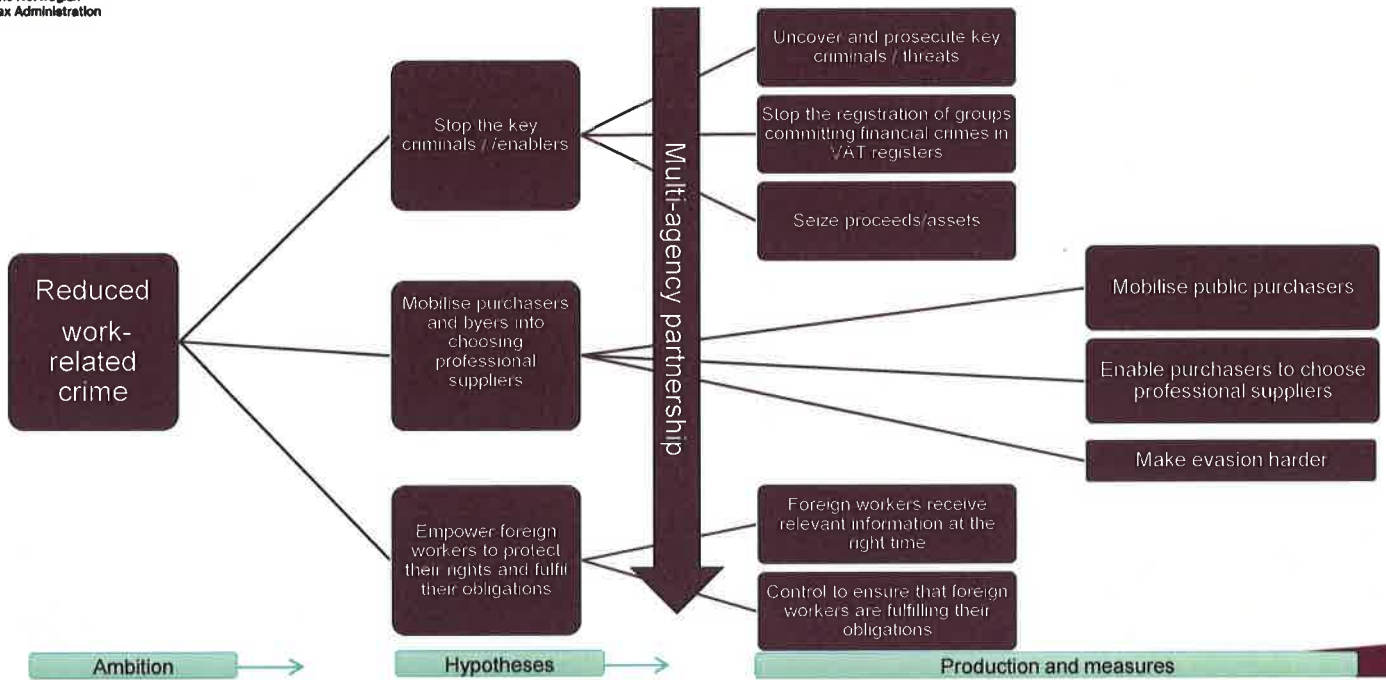 Tax Administration
Reduced
work-
related
crime
Stop the key
criminals / /enablers
Mobilise purchasers
and byers into
choosing
professional
suppliers
Empower foreign
workers to protect
their rights and fulfil
their obligations
Multi-agency partnership
Uncover and prosecute key
criminals / threats
Stop the registration of groups
committing financial crimes in
VAT registers
Seize proceeds/assets
Mobilise public purchasers
Enable purchasers to choose
professional suppliers
Make evasion harder
Foreign workers receive
relevant information at the
right time
Control to ensure that foreign
workers are fulfilling their
obligations
Ambition
Hypotheses
Production and measures